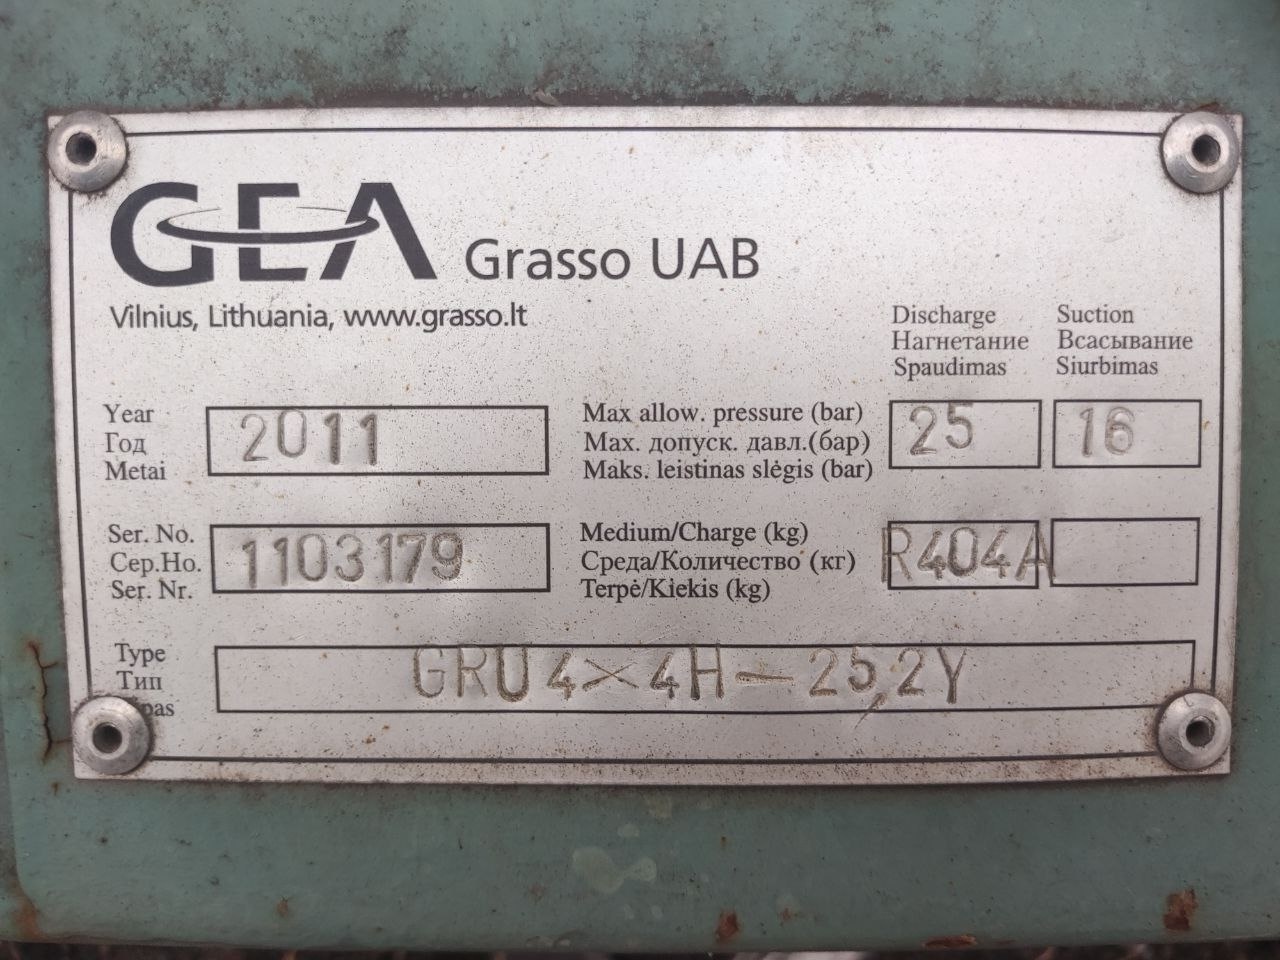 GEA Grasso UAB
Vilnius, Lithuania, www.grasso.lt
Discharge Suction
Нагнетание Всасывание
Spaudimas Siurbimas
Year
Год
Metai
2011
Max allow. pressure (bar)
Мах. допуск. давл.(бар)
Maks. leistinas slėgis (bar)
25 16
Ser. No.
Сер.Но.
Ser. Nr.
1103179
Medium/Charge (kg)
Среда/Количество (кг)
Terpė/Kiekis (kg)
R404A
Type
Тип
GRU 4×4H-25,2Y